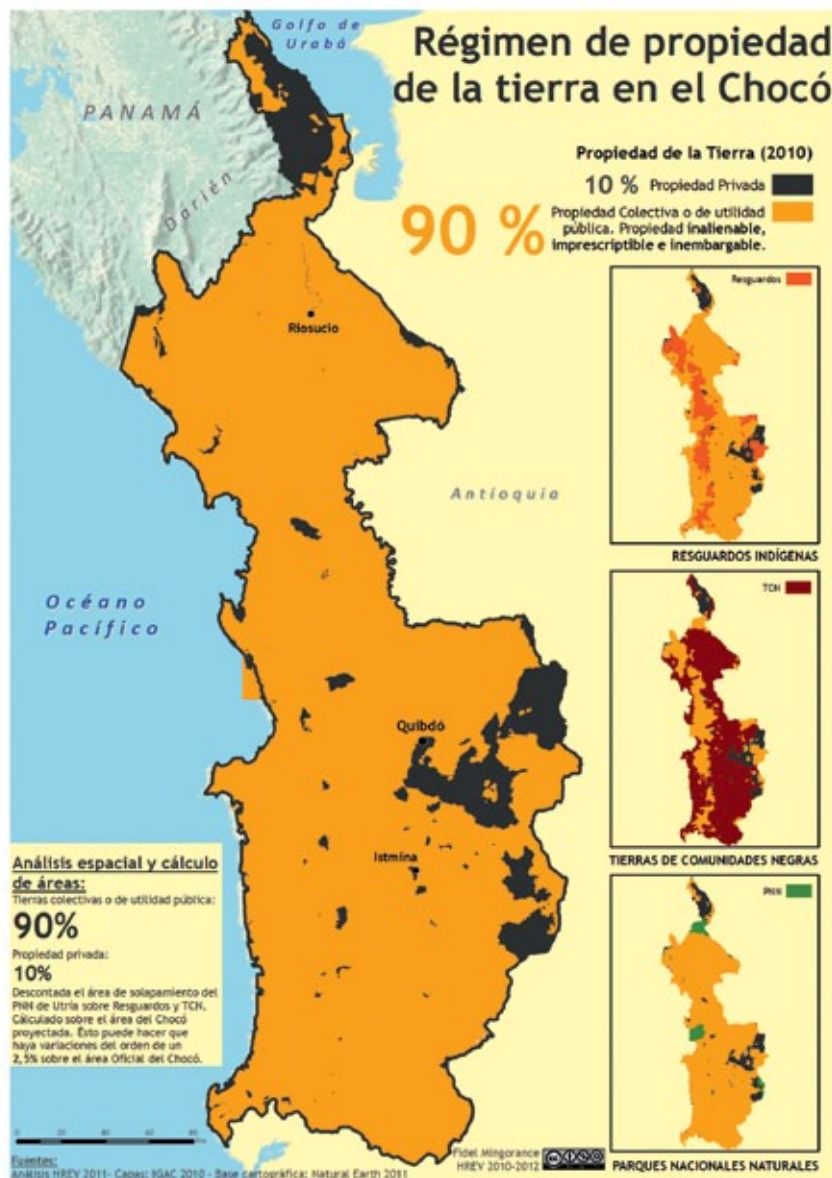 Golfo de
Urabá
Régimen de propiedad
de la tierra en el Chocó
PANAMÁ
Darién
Propiedad de la Tierra (2010)
10 % Propiedad Privada
90 %
Propiedad Colectiva o de utilidad
pública. Propiedad inalienable,
imprescriptible e inembargable.
Riosucio
Antioquia
Océano
Pacífico
Quibdó
Istmina
Resguardos
RESGUARDOS INDÍGENAS
TCN
TIERRAS DE COMUNIDADES NEGRAS
PNN
PARQUES NACIONALES NATURALES
Análisis espacial y cálculo
de áreas:
Tierras colectivas o de utilidad pública:
90%
Propiedad privada:
10%
Descontada el área de solapamiento del
PNN de Utría sobre Resguardos y TCN.
Cálculado sobre el área del Chocó
proyectada. Esto puede hacer que
haya variaciones del orden de un
2,5% sobre el área Oficial del Chocó.
0 20 40 60 80
Fuentes:
Análisis HREV 2011- Capas: IGAC 2010 - Base cartográfica: Natural Earth 2011
Fidel Mingorance
HREV 2010-2012